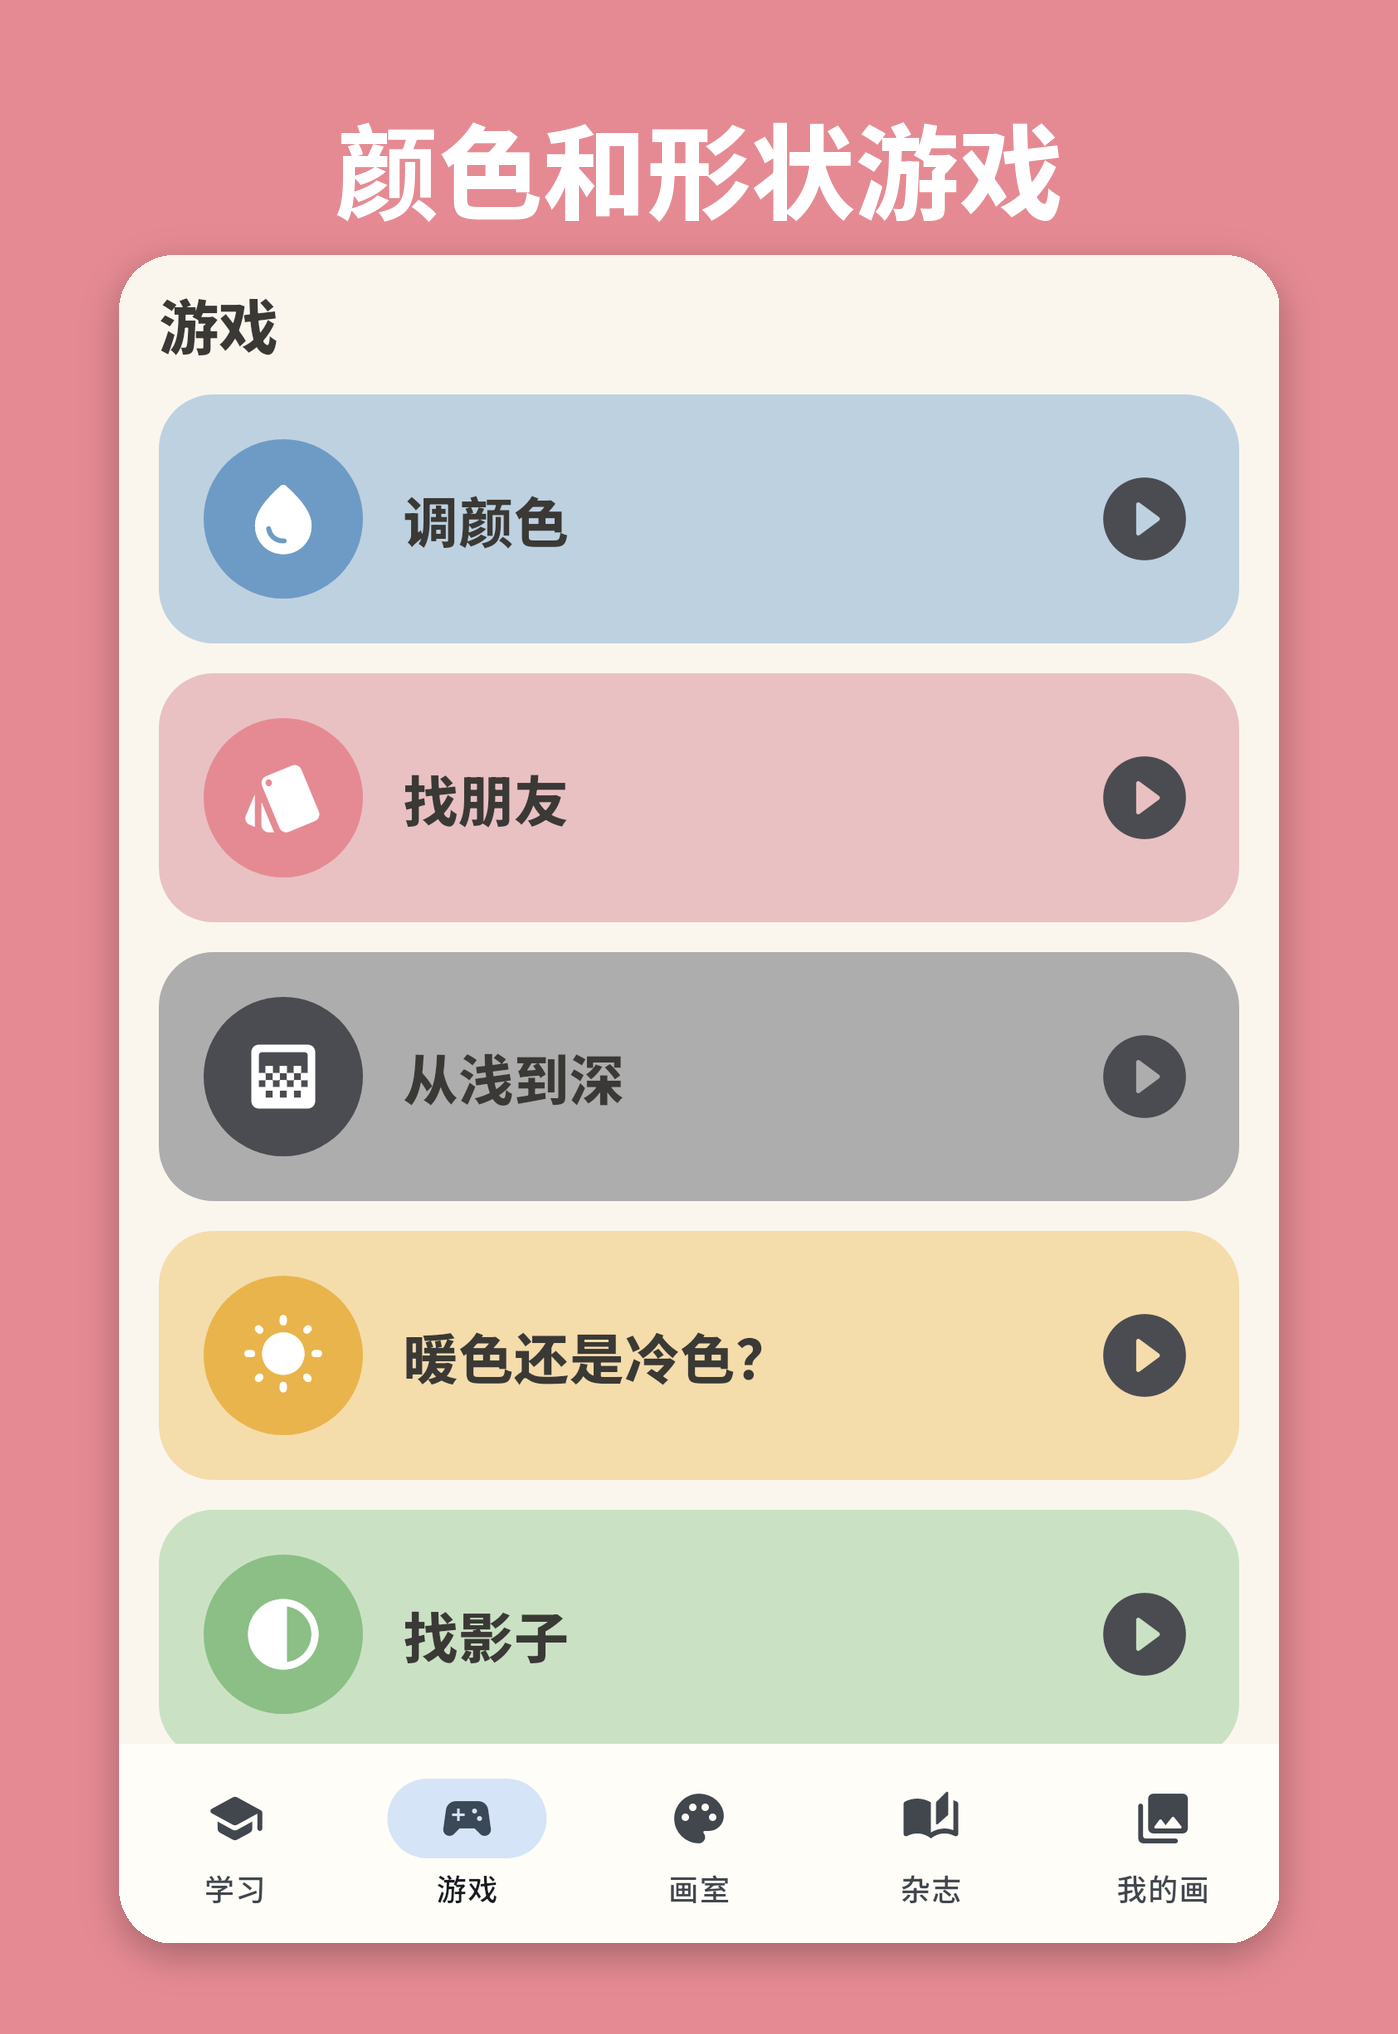 颜色和形状游戏
游戏
调颜色
找朋友
从浅到深
暖色还是冷色?
找影子
学习
游戏
画室
杂志
我的画